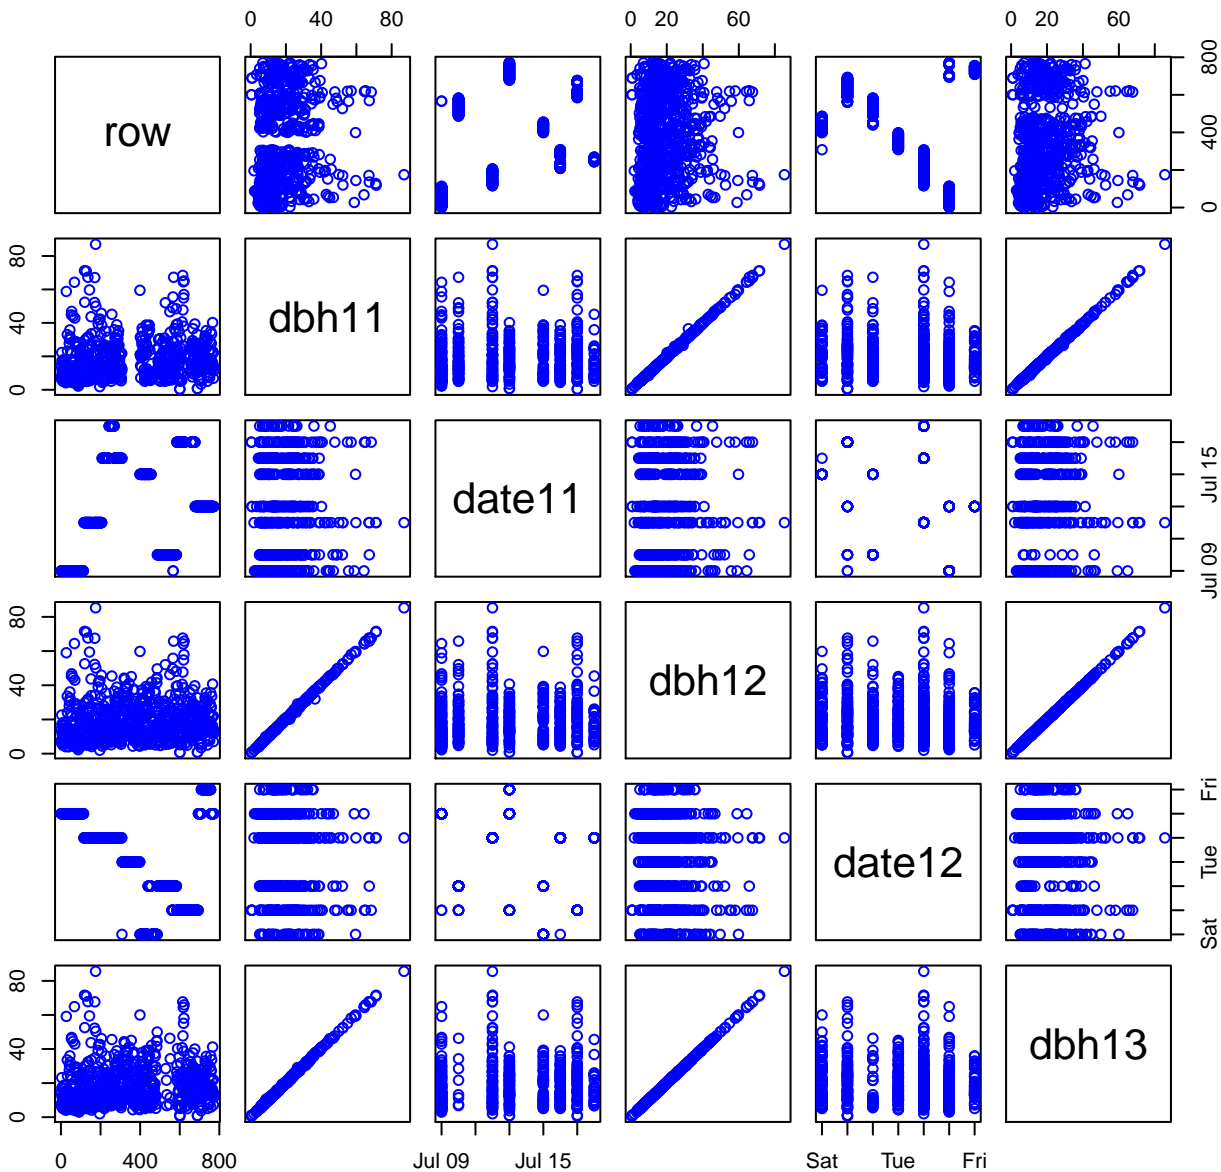 0 40 80 0 20 60 0 20 60
row
0 400 800
0 40 80
dbh11
date11
Jul 09 Jul 15
0 40 80
dbh12
date12
Sat Tue Fri
0 40 80
dbh13
0 400 800 Jul 09 Jul 15 Sat Tue Fri